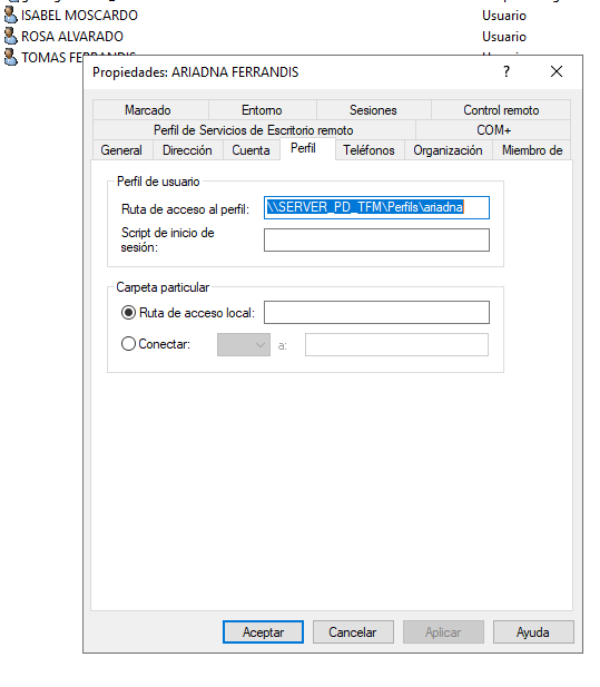 ISABEL MOSCARDO Usuario
ROSA ALVARADO Usuario
TOMAS
Propiedades: ARIADNA FERRANDIS ? ×
Marcado Entorno Sesiones Control remoto
Perfil de Servicios de Escritorio remoto COM+
General Dirección Cuenta Perfil Teléfonos Organización Miembro de
Perfil de usuario
Ruta de acceso al perfil: \\SERVER_PD_TFM\Perfils\ariadna
Script de inicio de
sesión:
Carpeta particular
Ruta de acceso local:
Conectar: a:
Aceptar Cancelar Aplicar Ayuda